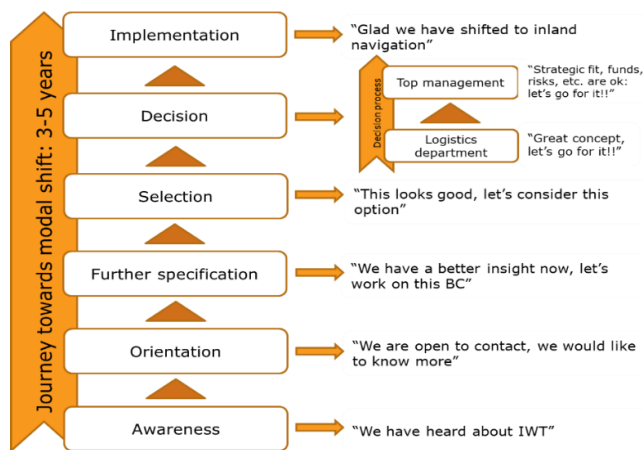 Journey towards modal shift: 3-5 years
Implementation
“Glad we have shifted to inland
navigation”
Decision
Decision process
Top management
“Strategic fit, funds,
risks, etc. are ok:
let’s go for it!!”
Logistics
department
“Great concept,
let’s go for it!!”
Selection
“This looks good, let’s consider this
option”
Further specification
“We have a better insight now, let’s
work on this BC”
Orientation
“We are open to contact, we would like
to know more”
Awareness
“We have heard about IWT”